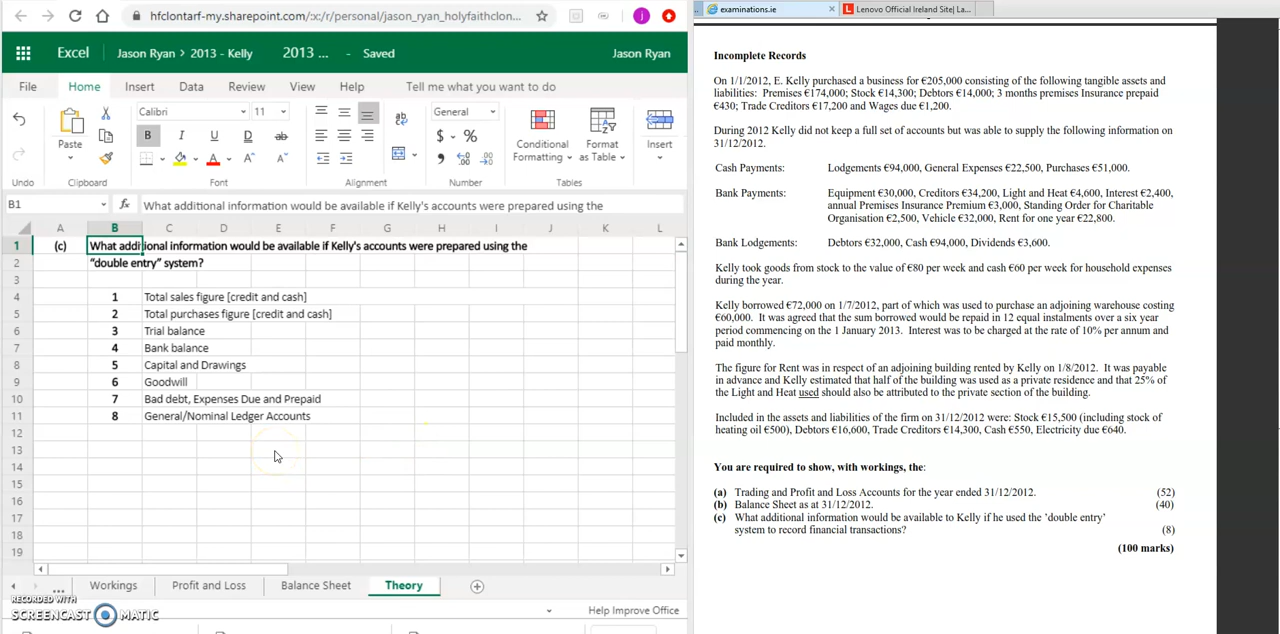 hfclontarf-my.sharepoint.com/:x:/r/personal/jason_ryan_holyfaithclon...
j
Excel
Jason Ryan > 2013 - Kelly
2013 ...
-
Saved
Jason Ryan
File
Home
Insert
Data
Review
View
Help
Tell me what you want to do
Paste
Calibri
11
B
I
U
D
ab
A
A
A
General
$
%
Conditional
Formatting
Format
as Table
Insert
Undo
Clipboard
Font
Alignment
Number
Tables
B1
fx
What additional information would be available if Kelly's accounts were prepared using the
A
B
C
D
E
F
G
H
I
J
K
L
1
(c)
What additional information would be available if Kelly's accounts were prepared using the
2
"double entry" system?
3
4
1
Total sales figure [credit and cash]
5
2
Total purchases figure [credit and cash]
6
3
Trial balance
7
4
Bank balance
8
5
Capital and Drawings
9
6
Goodwill
10
7
Bad debt, Expenses Due and Prepaid
11
8
General/Nominal Ledger Accounts
12
13
14
15
16
17
18
19
...
Workings
Profit and Loss
Balance Sheet
Theory
RECORDED WITH
SCREENCAST MATIC
Help Improve Office
examinations.ie
Lenovo Official Ireland Site| La...
Incomplete Records
On 1/1/2012, E. Kelly purchased a business for €205,000 consisting of the following tangible assets and
liabilities: Premises €174,000; Stock €14,300; Debtors €14,000; 3 months premises Insurance prepaid
€430; Trade Creditors €17,200 and Wages due €1,200.
During 2012 Kelly did not keep a full set of accounts but was able to supply the following information on
31/12/2012.
Cash Payments:
Lodgements €94,000, General Expenses €22,500, Purchases €51,000.
Bank Payments:
Equipment €30,000, Creditors €34,200, Light and Heat €4,600, Interest €2,400,
annual Premises Insurance Premium €3,000, Standing Order for Charitable
Organisation €2,500, Vehicle €32,000, Rent for one year €22,800.
Bank Lodgements:
Debtors €32,000, Cash €94,000, Dividends €3,600.
Kelly took goods from stock to the value of €80 per week and cash €60 per week for household expenses
during the year.
Kelly borrowed €72,000 on 1/7/2012, part of which was used to purchase an adjoining warehouse costing
€60,000. It was agreed that the sum borrowed would be repaid in 12 equal instalments over a six year
period commencing on the 1 January 2013. Interest was to be charged at the rate of 10% per annum and
paid monthly.
The figure for Rent was in respect of an adjoining building rented by Kelly on 1/8/2012. It was payable
in advance and Kelly estimated that half of the building was used as a private residence and that 25% of
the Light and Heat used should also be attributed to the private section of the building.
Included in the assets and liabilities of the firm on 31/12/2012 were: Stock €15,500 (including stock of
heating oil €500), Debtors €16,600, Trade Creditors €14,300, Cash €550, Electricity due €640.
You are required to show, with workings, the:
(a) Trading and Profit and Loss Accounts for the year ended 31/12/2012. (52)
(b) Balance Sheet as at 31/12/2012. (40)
(c) What additional information would be available to Kelly if he used the 'double entry'
system to record financial transactions? (8)
(100 marks)